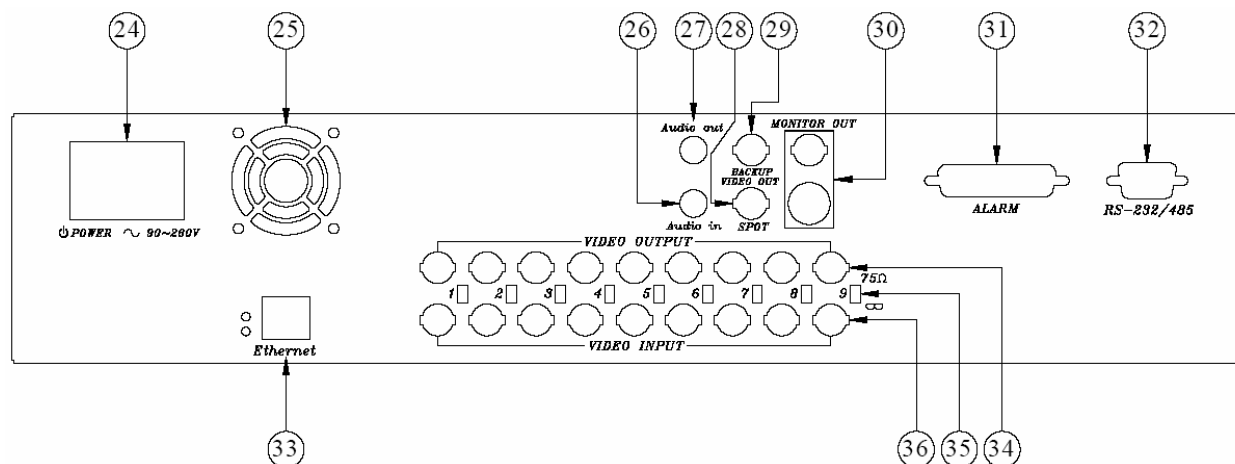 24 25 26 27 28 29 30 31 32
Audio out
MONITOR OUT
BACKUP
VIDEO OUT
ALARM
RS-232/485
POWER 90~260V
Audio in
SPOT
VIDEO OUTPUT
75Ω
1 2 3 4 5 6 7 8 9
∞
VIDEO INPUT
Ethernet
33 36 35 34